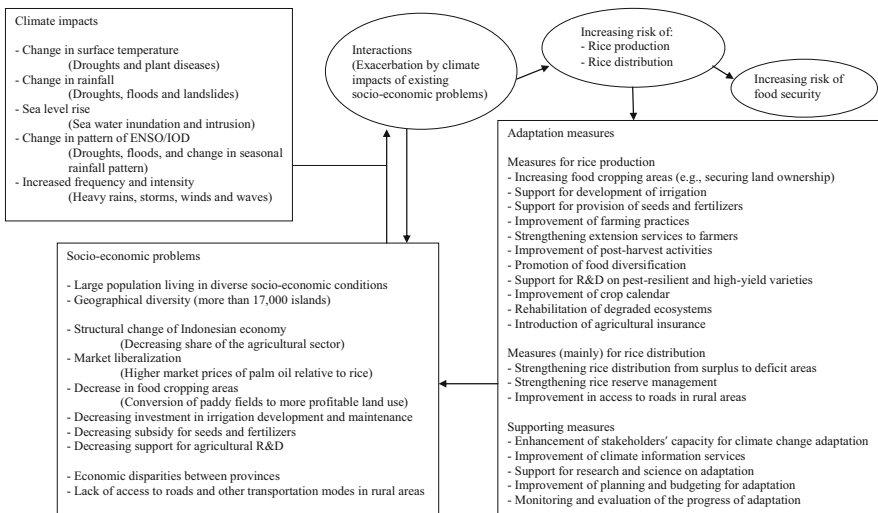 Climate impacts
- Change in surface temperature
(Droughts and plant diseases)
- Change in rainfall
(Droughts, floods and landslides)
- Sea level rise
(Sea water inundation and intrusion)
- Change in pattern of ENSO/IOD
(Droughts, floods, and change in seasonal
rainfall pattern)
- Increased frequency and intensity
(Heavy rains, storms, winds and waves)
Interactions
(Exacerbation by climate
impacts of existing
socio-economic problems)
Increasing risk of:
- Rice production
- Rice distribution
Increasing risk of
food security
Socio-economic problems
- Large population living in diverse socio-economic conditions
- Geographical diversity (more than 17,000 islands)
- Structural change of Indonesian economy
(Decreasing share of the agricultural sector)
- Market liberalization
(Higher market prices of palm oil relative to rice)
- Decrease in food cropping areas
(Conversion of paddy fields to more profitable land use)
- Decreasing investment in irrigation development and maintenance
- Decreasing subsidy for seeds and fertilizers
- Decreasing support for agricultural R&D
- Economic disparities between provinces
- Lack of access to roads and other transportation modes in rural areas
Adaptation measures
Measures for rice production
- Increasing food cropping areas (e.g., securing land ownership)
- Support for development of irrigation
- Support for provision of seeds and fertilizers
- Improvement of farming practices
- Strengthening extension services to farmers
- Improvement of post-harvest activities
- Promotion of food diversification
- Support for R&D on pest-resilient and high-yield varieties
- Improvement of crop calendar
- Rehabilitation of degraded ecosystems
- Introduction of agricultural insurance
Measures (mainly) for rice distribution
- Strengthening rice distribution from surplus to deficit areas
- Strengthening rice reserve management
- Improvement in access to roads in rural areas
Supporting measures
- Enhancement of stakeholders′ capacity for climate change adaptation
- Improvement of climate information services
- Support for research and science on adaptation
- Improvement of planning and budgeting for adaptation
- Monitoring and evaluation of the progress of adaptation